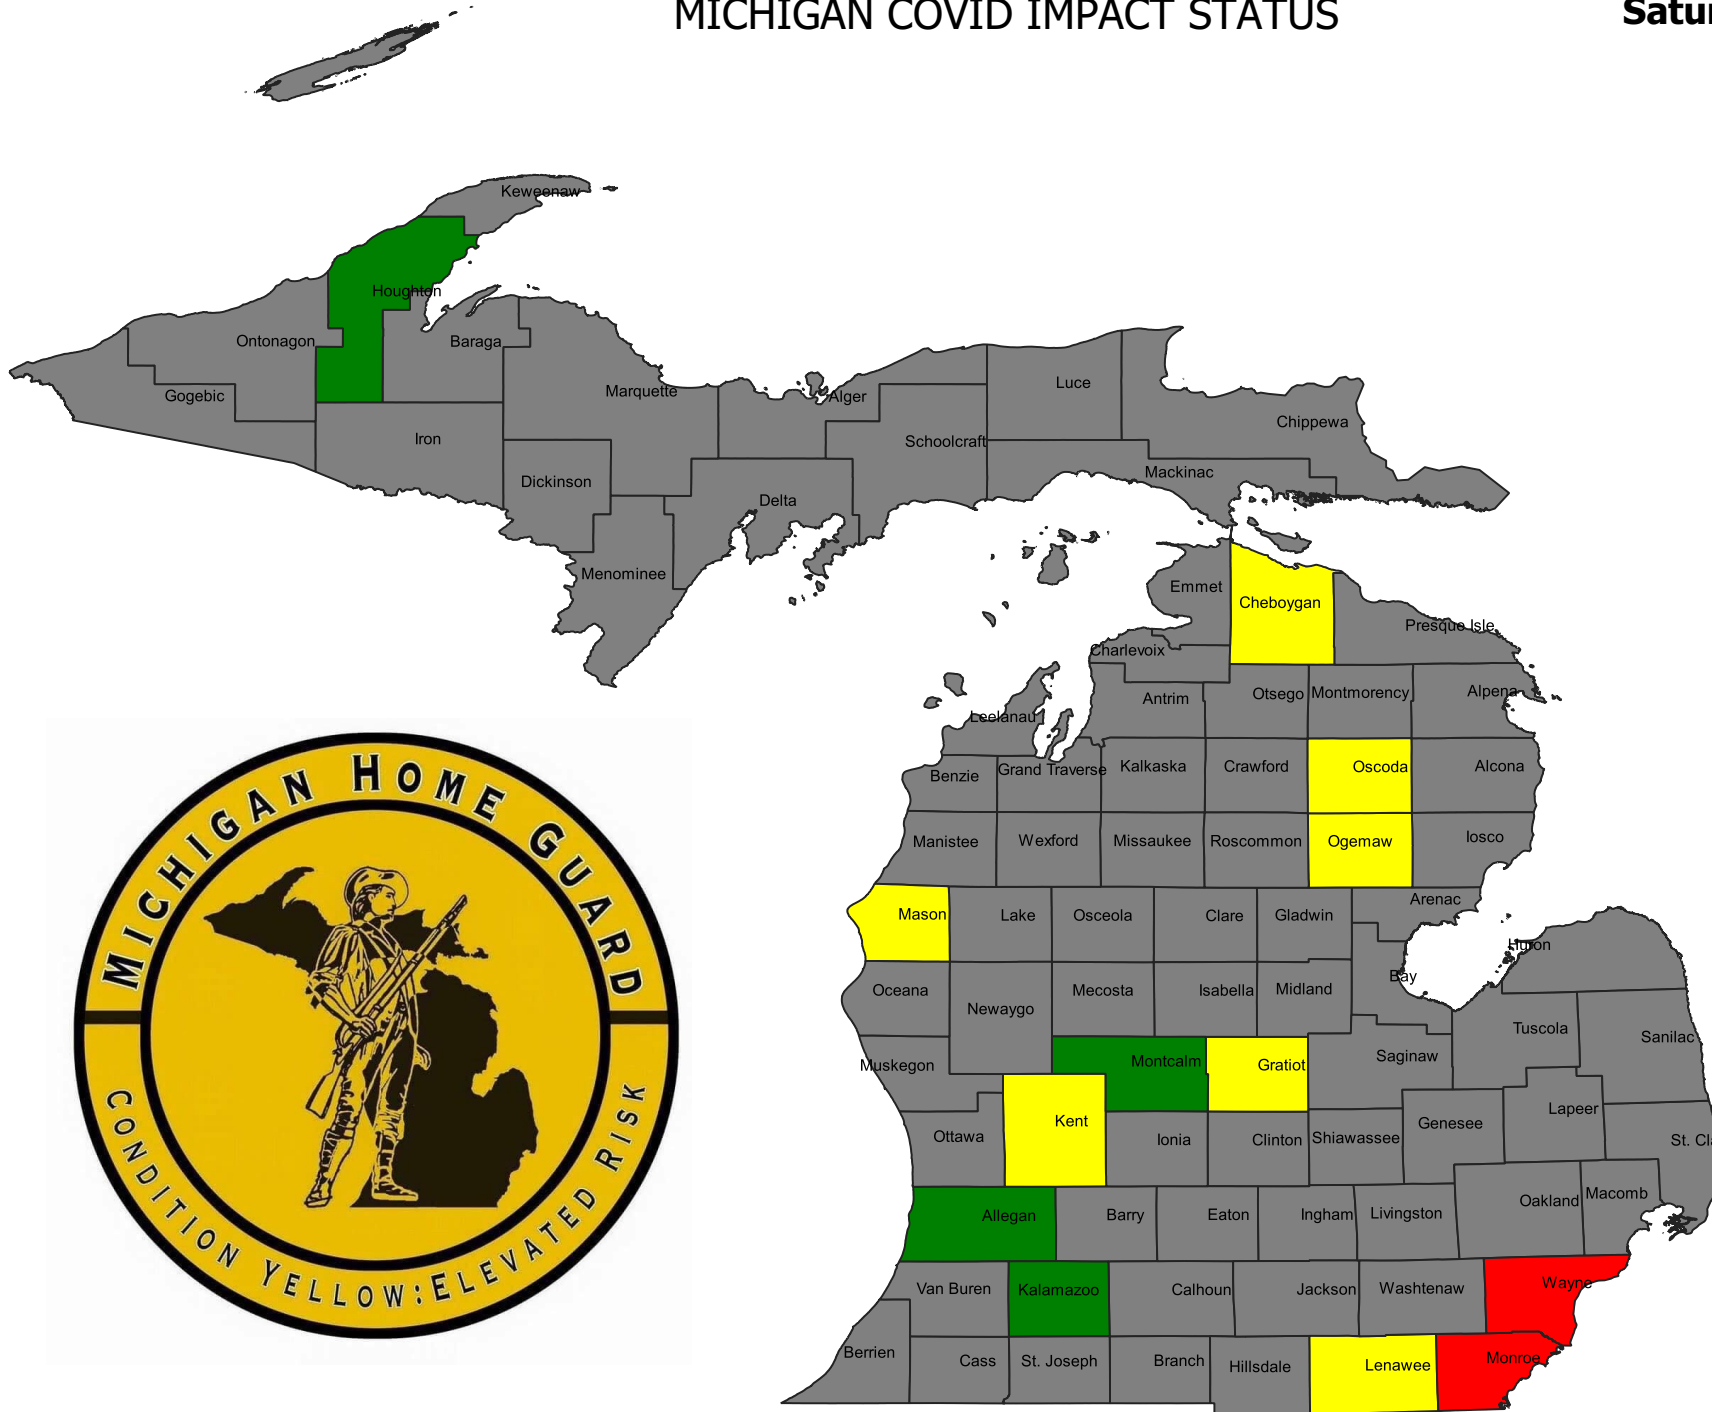 MICHIGAN COVID IMPACT STATUS
Satur
Keweenaw
Houghton
Ontonagon
Baraga
Gogebic
Marquette
Alger
Luce
Chippewa
Iron
Schoolcraft
Mackinac
Dickinson
Delta
Menominee
Emmet
Cheboygan
Presque Isle
Charlevoix
Antrim
Otsego
Montmorency
Alpena
Leelanau
Benzie
Grand Traverse
Kalkaska
Crawford
Oscoda
Alcona
Manistee
Wexford
Missaukee
Roscommon
Ogemaw
Iosco
Mason
Lake
Osceola
Clare
Gladwin
Arenac
Huron
Bay
Oceana
Newaygo
Mecosta
Isabella
Midland
Tuscola
Sanilac
Muskegon
Montcalm
Gratiot
Saginaw
Kent
Ottawa
Ionia
Clinton
Shiawassee
Genesee
Lapeer
St. Cl
Allegan
Barry
Eaton
Ingham
Livingston
Oakland
Macomb
Van Buren
Kalamazoo
Calhoun
Jackson
Washtenaw
Wayne
Berrien
Cass
St. Joseph
Branch
Hillsdale
Lenawee
Monroe
MICHIGAN HOME GUARD
CONDITION YELLOW: ELEVATED RISK